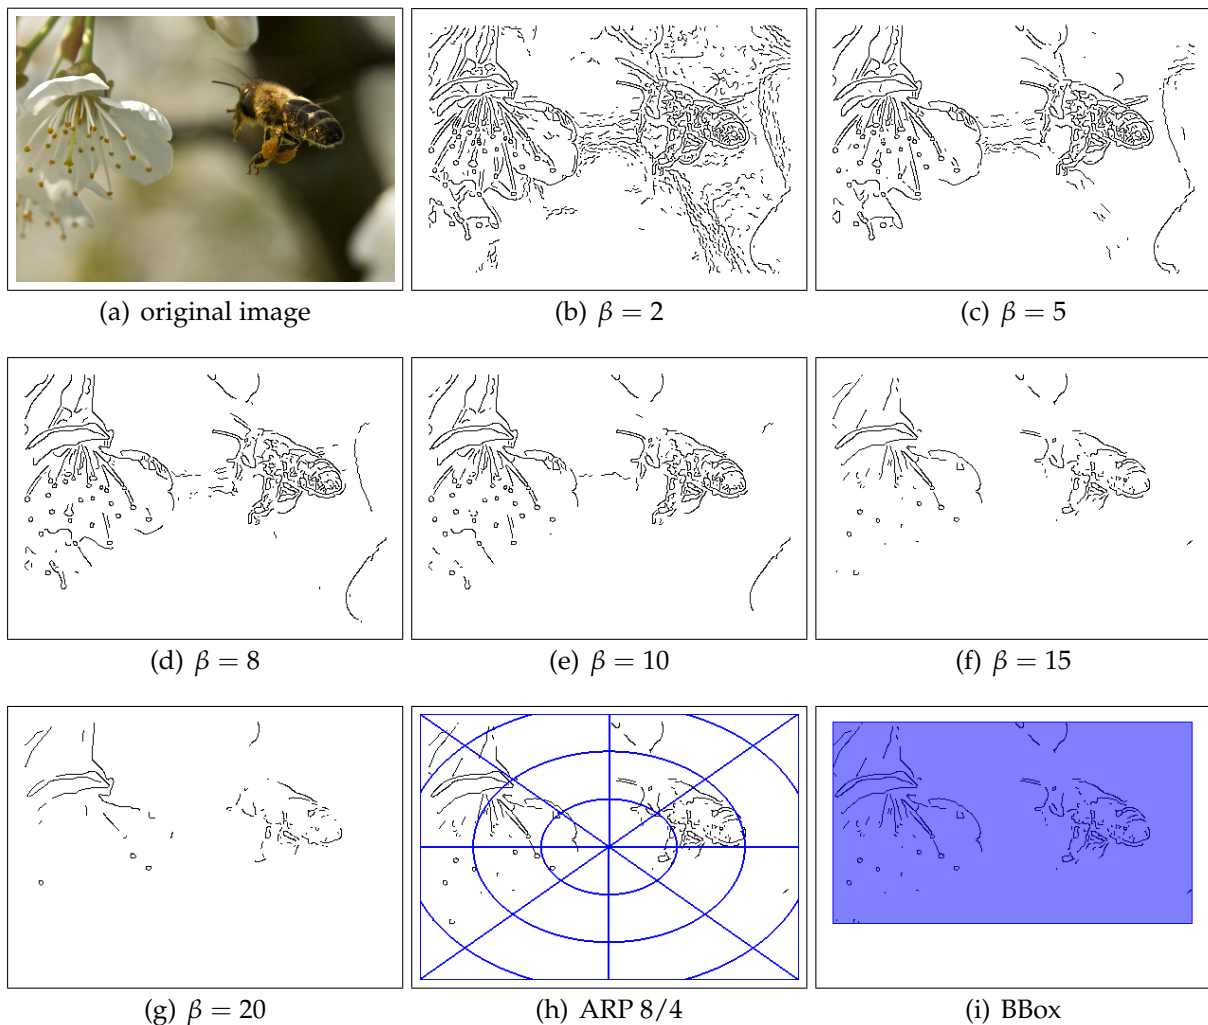 (a) original image
(b) β = 2
(c) β = 5
(d) β = 8
(e) β = 10
(f) β = 15
(g) β = 20
(h) ARP 8/4
(i) BBox